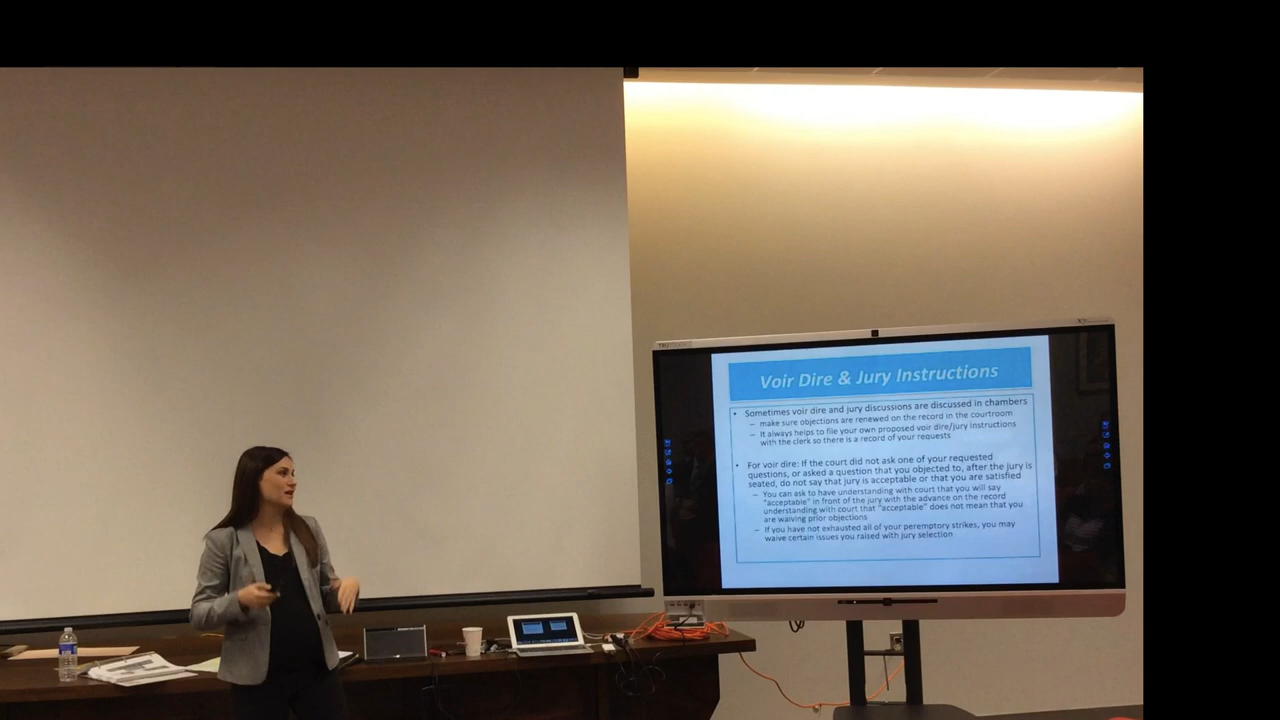 Voir Dire & Jury Instructions
• Sometimes voir dire and jury discussions are discussed in chambers
– make sure objections are renewed on the record in the courtroom
– It always helps to file your own proposed voir dire/jury instructions
with the clerk so there is a record of your requests
• For voir dire: If the court did not ask one of your requested
questions, or asked a question that you objected to, after the jury is
seated, do not say that jury is acceptable or that you are satisfied
– You can ask to have understanding with court that you will say
"acceptable" in front of the jury with the advance on the record
understanding with court that "acceptable" does not mean that you
are waiving prior objections
– If you have not exhausted all of your peremptory strikes, you may
waive certain issues you raised with jury selection